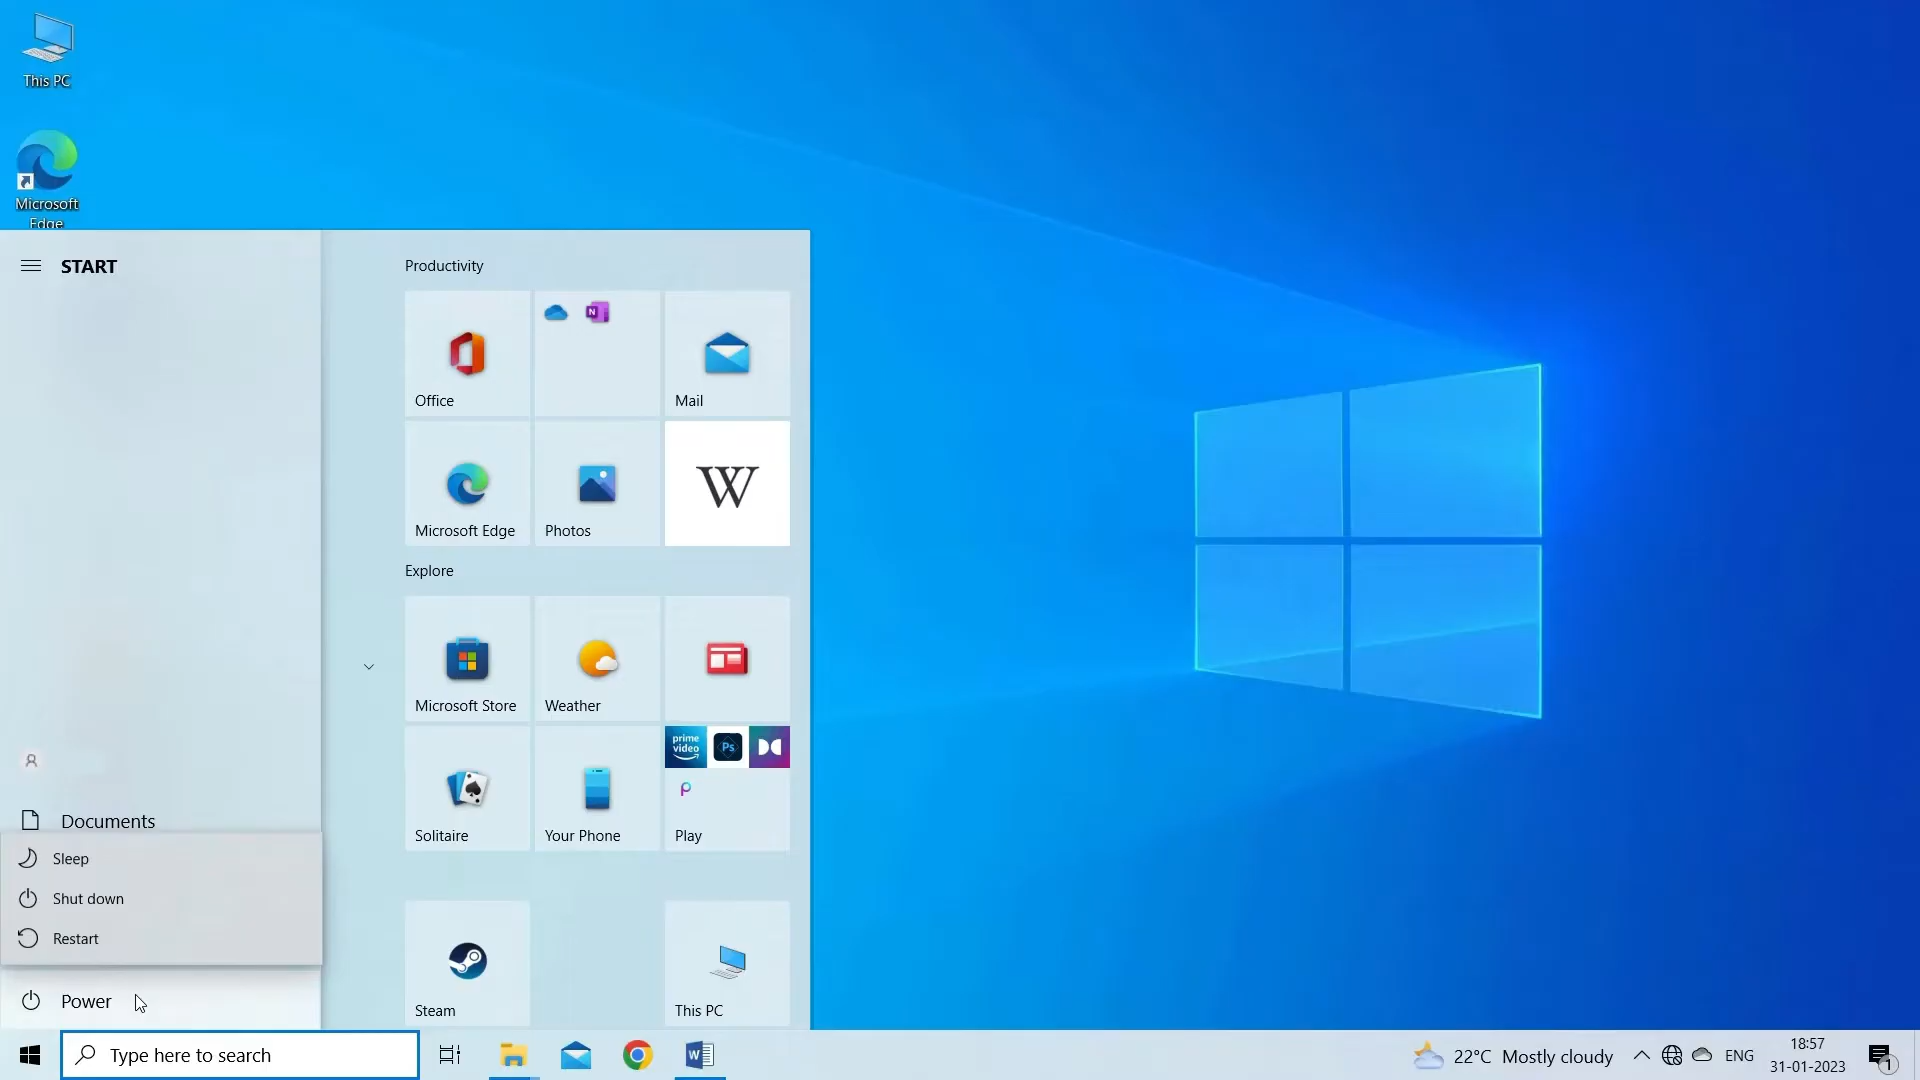 This PC
Microsoft
Edge
START
Productivity
Office
N
Mail
Microsoft Edge
Photos
W
Explore
Microsoft Store
Weather
Solitaire
Your Phone
prime
video
Ps
Play
Documents
Sleep
Shut down
Restart
Power
Steam
This PC
Type here to search
W
22°C Mostly cloudy
ENG
18:57
31-01-2023
1